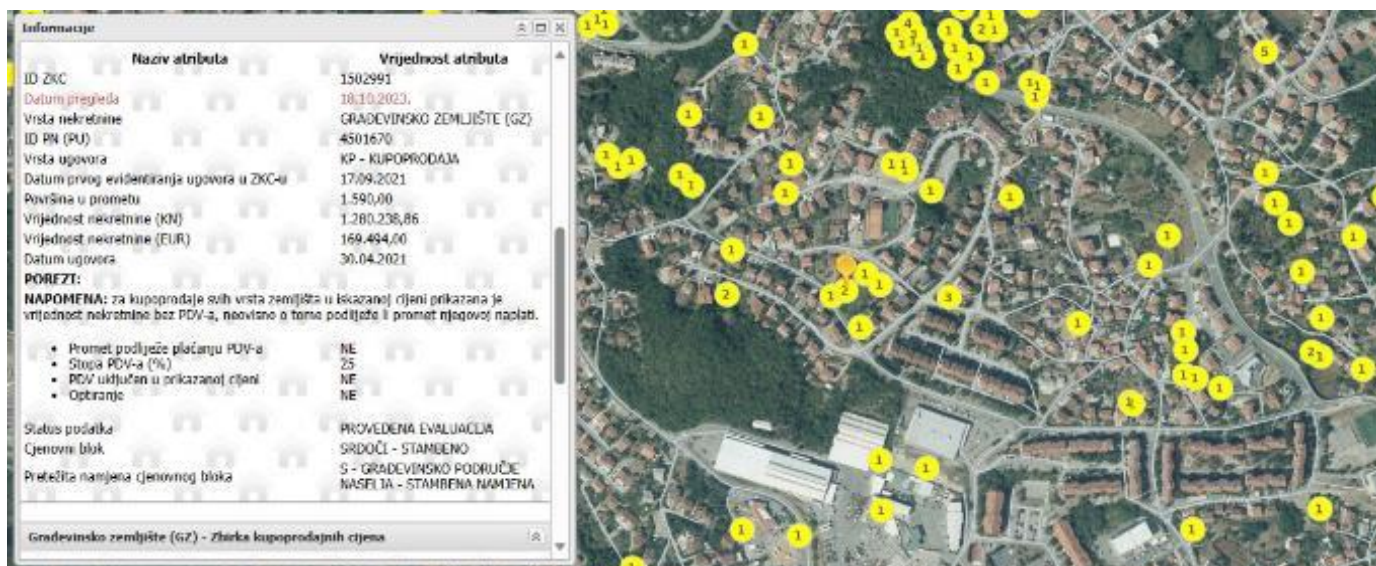 Informacije
Naziv atributa Vrijednost atributa
ID ZKC 1502991
Datum pregleda 18.10.2023.
Vrsta nekretnine GRAĐEVINSKO ZEMLJIŠTE (GZ)
ID PN (PU) 4501670
Vrsta ugovora KP - KUPOPRODAJA
Datum prvog evidentiranja ugovora u ZKC-u 17.09.2021
Površina u prometu 1.590,00
Vrijednost nekretnine (KN) 1.280.238,86
Vrijednost nekretnine (EUR) 169.494,00
Datum ugovora 30.04.2021
POREZI:
NAPOMENA: za kupoprodaje svih vrsta zemljišta u iskazanoj cijeni prikazana je
vrijednost nekretnine bez PDV-a, neovisno o tome podliježe li promet njegovoj naplati.
• Promet podliježe plaćanju PDV-a NE
• Stopa PDV-a (%) 25
• PDV uključen u prikazanoj cijeni NE
• Optiranje NE
Status podatka PROVEDENA EVALUACIJA
Cjenovni blok SRDOČI - STAMBENO
Pretežita namjena cjenovnog bloka S - GRAĐEVINSKO PODRUČJE
NASELJA - STAMBENA NAMJENA
Građevinsko zemljište (GZ) - Zbirka kupoprodajnih cijena